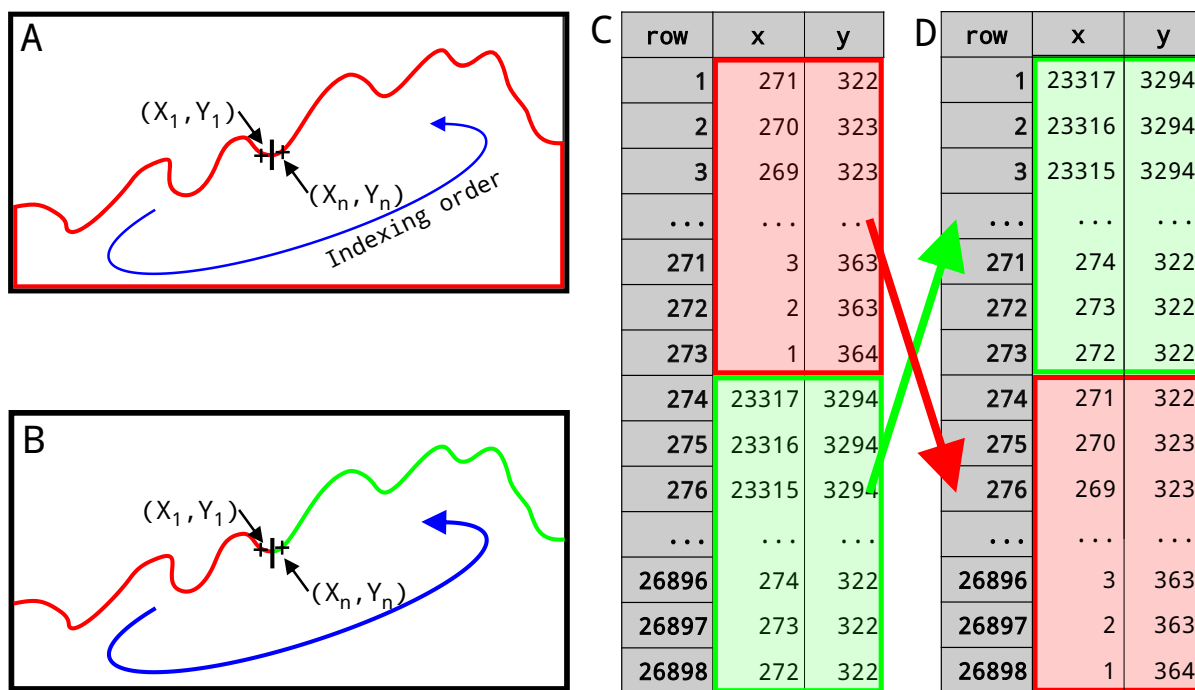 A
(X1,Y1)
(Xn,Yn)
Indexing order
B
(X1,Y1)
(Xn,Yn)
C
row x y
1 271 322
2 270 323
3 269 323
... ... ...
271 3 363
272 2 363
273 1 364
274 23317 3294
275 23316 3294
276 23315 3294
... ... ...
26896 274 322
26897 273 322
26898 272 322
D
row x y
1 23317 3294
2 23316 3294
3 23315 3294
... ... ...
271 274 322
272 273 322
273 272 322
274 271 322
275 270 323
276 269 323
... ... ...
26896 3 363
26897 2 363
26898 1 364